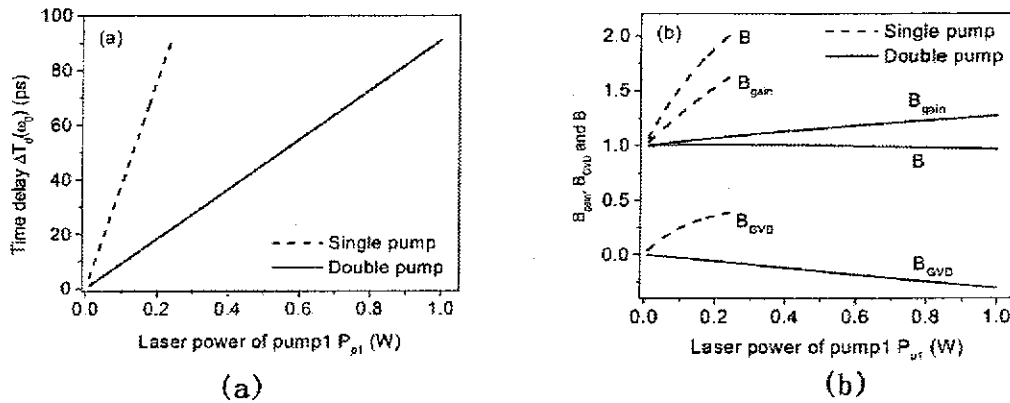 (a)
Time delay ΔT_d(ω_0) (ps)
100
80
60
40
20
0
Single pump
Double pump
0.0 0.2 0.4 0.6 0.8 1.0
Laser power of pump1 P_p1 (W)
(a)
(b)
B_gain, B_GVD and B
2.0
1.5
1.0
0.5
0.0
Single pump
Double pump
B
B_gain
B_gain
B
B_GVD
B_GVD
0.0 0.2 0.4 0.6 0.8 1.0
Laser power of pump1 P_p1 (W)
(b)